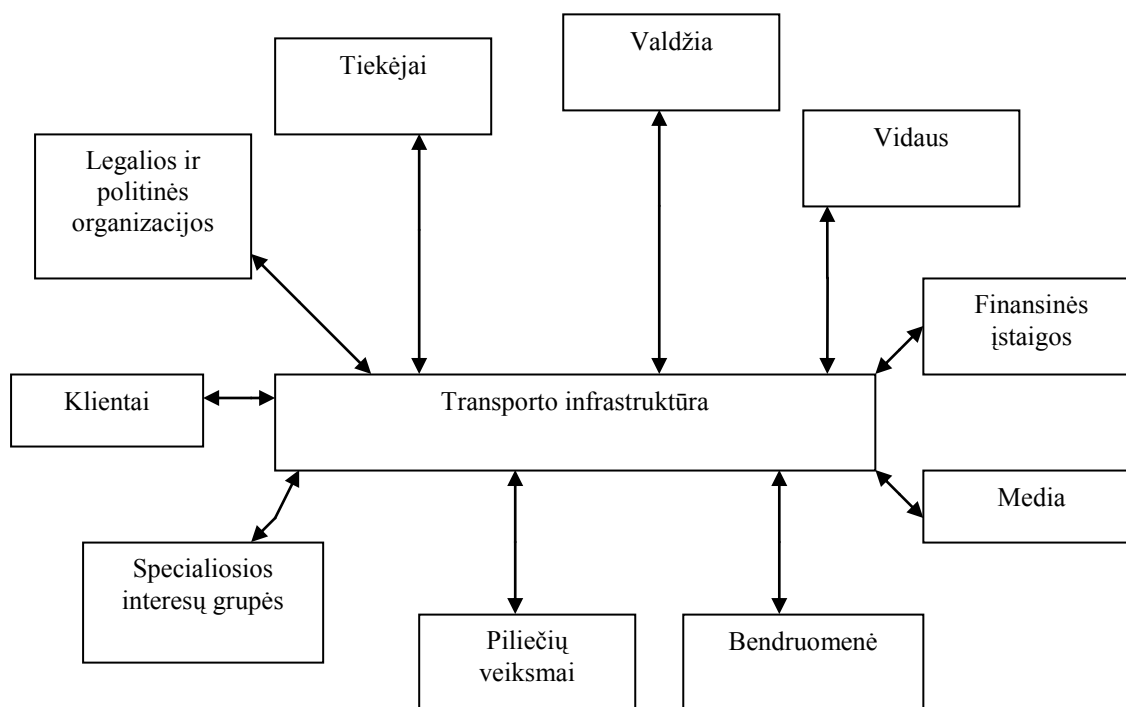 Valdžia
Tiekėjai
Vidaus
Legalios ir
politinės
organizacijos
Finansinės
įstaigos
Klientai
Transporto infrastruktūra
Media
Specialiosios
interesų grupės
Piliečių
veiksmai
Bendruomenė